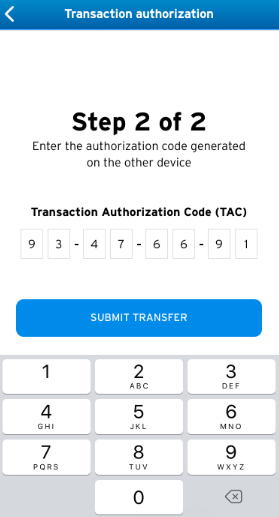 Transaction authorization
Step 2 of 2
Enter the authorization code generated
on the other device
Transaction Authorization Code (TAC)
9 3 - 4 7 - 6 6 - 9 1
SUBMIT TRANSFER
1 2 3
ABC DEF
4 5 6
GHI JKL MNO
7 8 9
PQRS TUV WXYZ
0